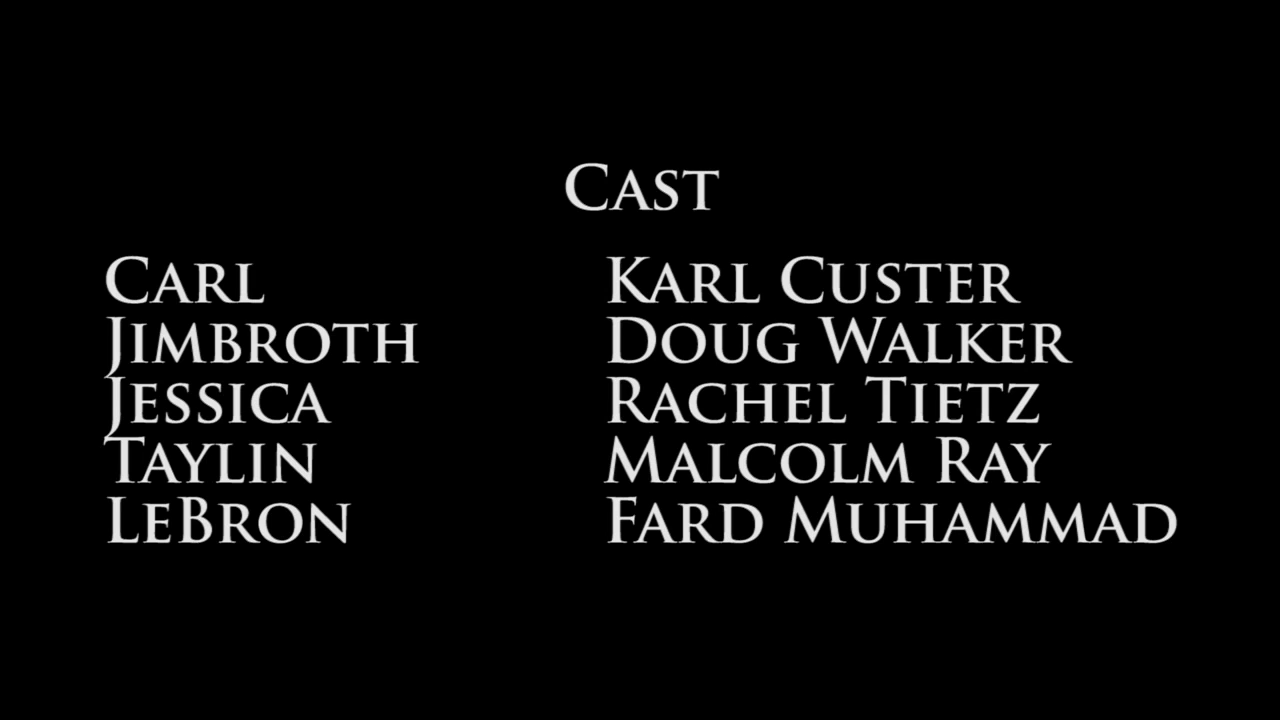 Cast
Carl Karl Custer
Jimbroth Doug Walker
Jessica Rachel Tietz
Taylin Malcolm Ray
LeBron Fard Muhammad